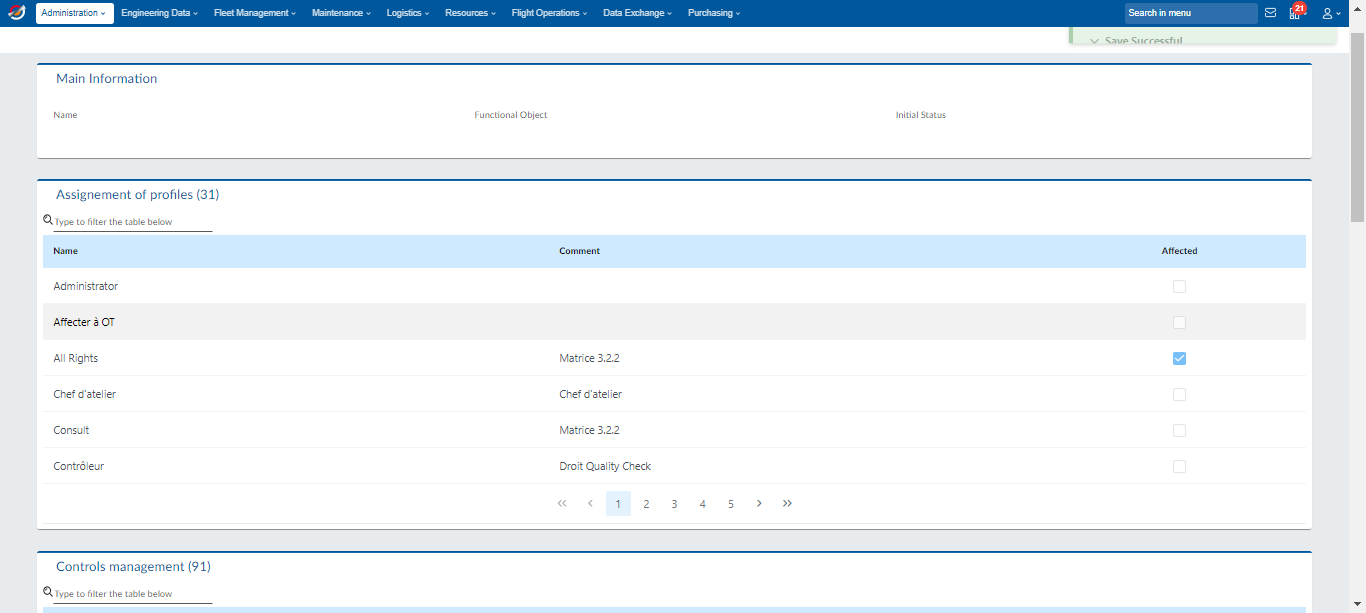 Administration Engineering Data Fleet Management Maintenance Logistics Resources Flight Operations Data Exchange Purchasing Search in menu 21
Save Successful
Main Information
Name Functional Object Initial Status
Assignement of profiles (31)
Type to filter the table below
Name Comment Affected
Administrator
Affecter à OT
All Rights Matrice 3.2.2
Chef d'atelier Chef d'atelier
Consult Matrice 3.2.2
Contrôleur Droit Quality Check
« ‹ 1 2 3 4 5 › »
Controls management (91)
Type to filter the table below